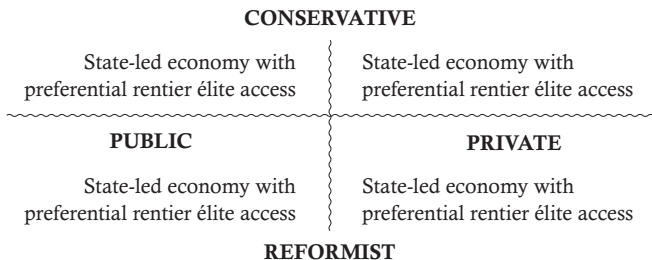 CONSERVATIVE
State-led economy with
preferential rentier élite access
State-led economy with
preferential rentier élite access
PUBLIC
PRIVATE
State-led economy with
preferential rentier élite access
State-led economy with
preferential rentier élite access
REFORMIST